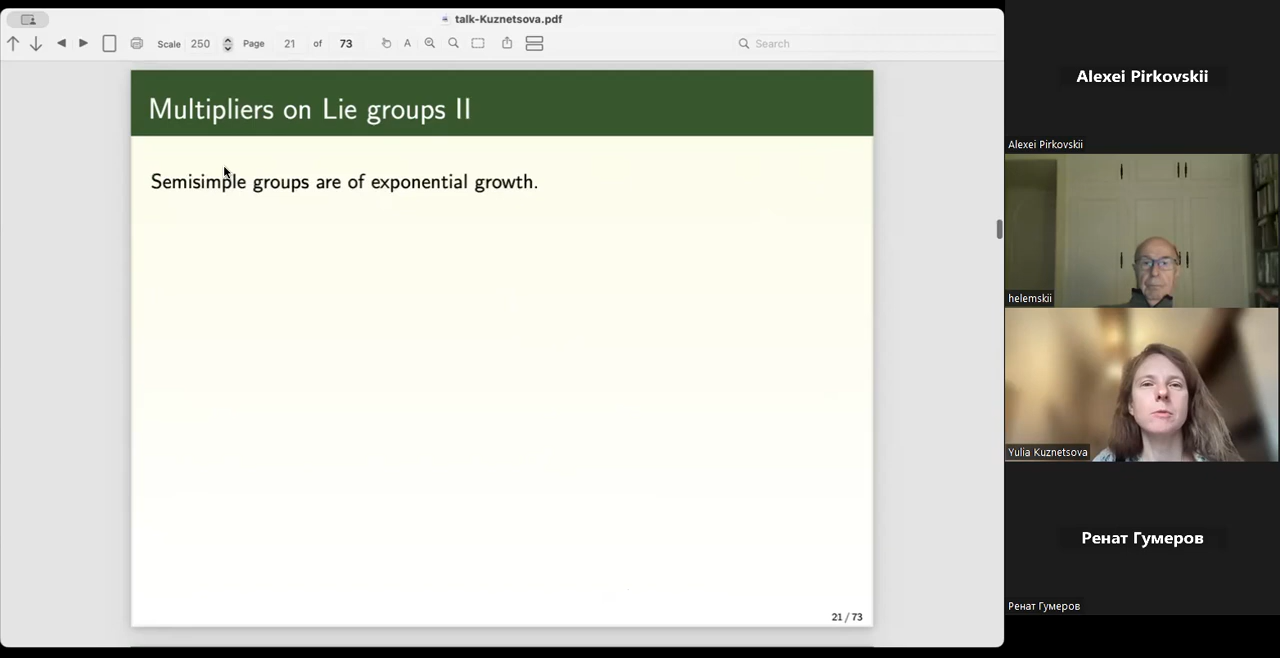 talk-Kuznetsova.pdf
Scale 250 Page 21 of 73 A Search
Multipliers on Lie groups II
Semisimple groups are of exponential growth.
21 / 73
Alexei Pirkovskii
Alexei Pirkovskii
helemskii
Yulia Kuznetsova
Ренат Гумеров
Ренат Гумеров